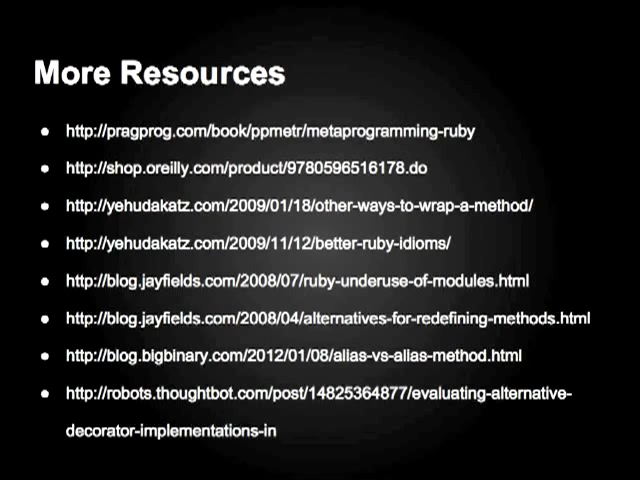 More Resources
● http://pragprog.com/book/ppmetr/metaprogramming-ruby
● http://shop.oreilly.com/product/9780596516178.do
● http://yehudakatz.com/2009/01/18/other-ways-to-wrap-a-method/
● http://yehudakatz.com/2009/11/12/better-ruby-idioms/
● http://blog.jayfields.com/2008/07/ruby-underuse-of-modules.html
● http://blog.jayfields.com/2008/04/alternatives-for-redefining-methods.html
● http://blog.bigbinary.com/2012/01/08/alias-vs-alias-method.html
● http://robots.thoughtbot.com/post/14825364877/evaluating-alternative-
decorator-implementations-in